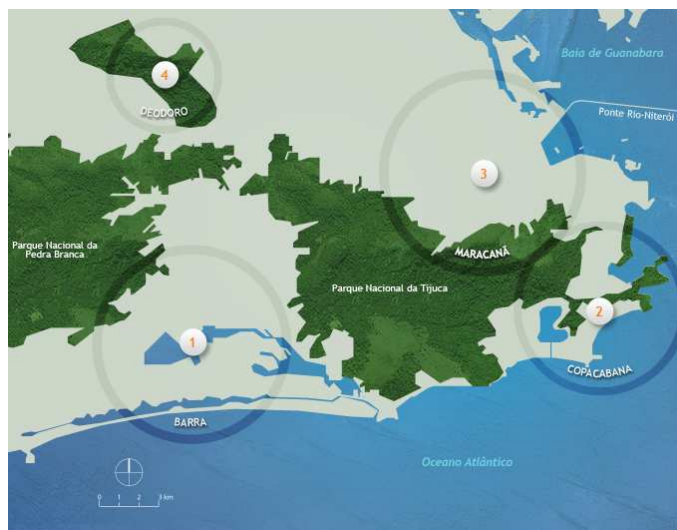 Baia de Guanabara
4
DEODORO
Ponte Rio-Niterói
3
MARACANÃ
Parque Nacional da
Pedra Branca
Parque Nacional da Tijuca
2
1
COPACABANA
BARRA
Oceano Atlântico
0 1 2 3 km